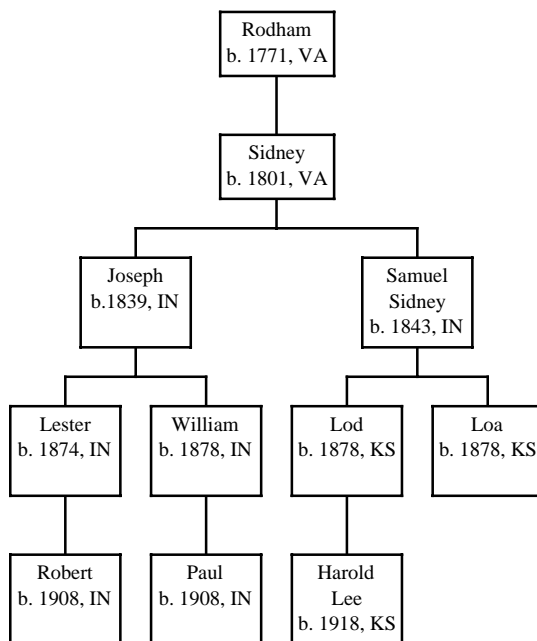 Rodham
b. 1771, VA
Sidney
b. 1801, VA
Joseph
b.1839, IN
Samuel
Sidney
b. 1843, IN
Lester
b. 1874, IN
William
b. 1878, IN
Lod
b. 1878, KS
Loa
b. 1878, KS
Robert
b. 1908, IN
Paul
b. 1908, IN
Harold
Lee
b. 1918, KS